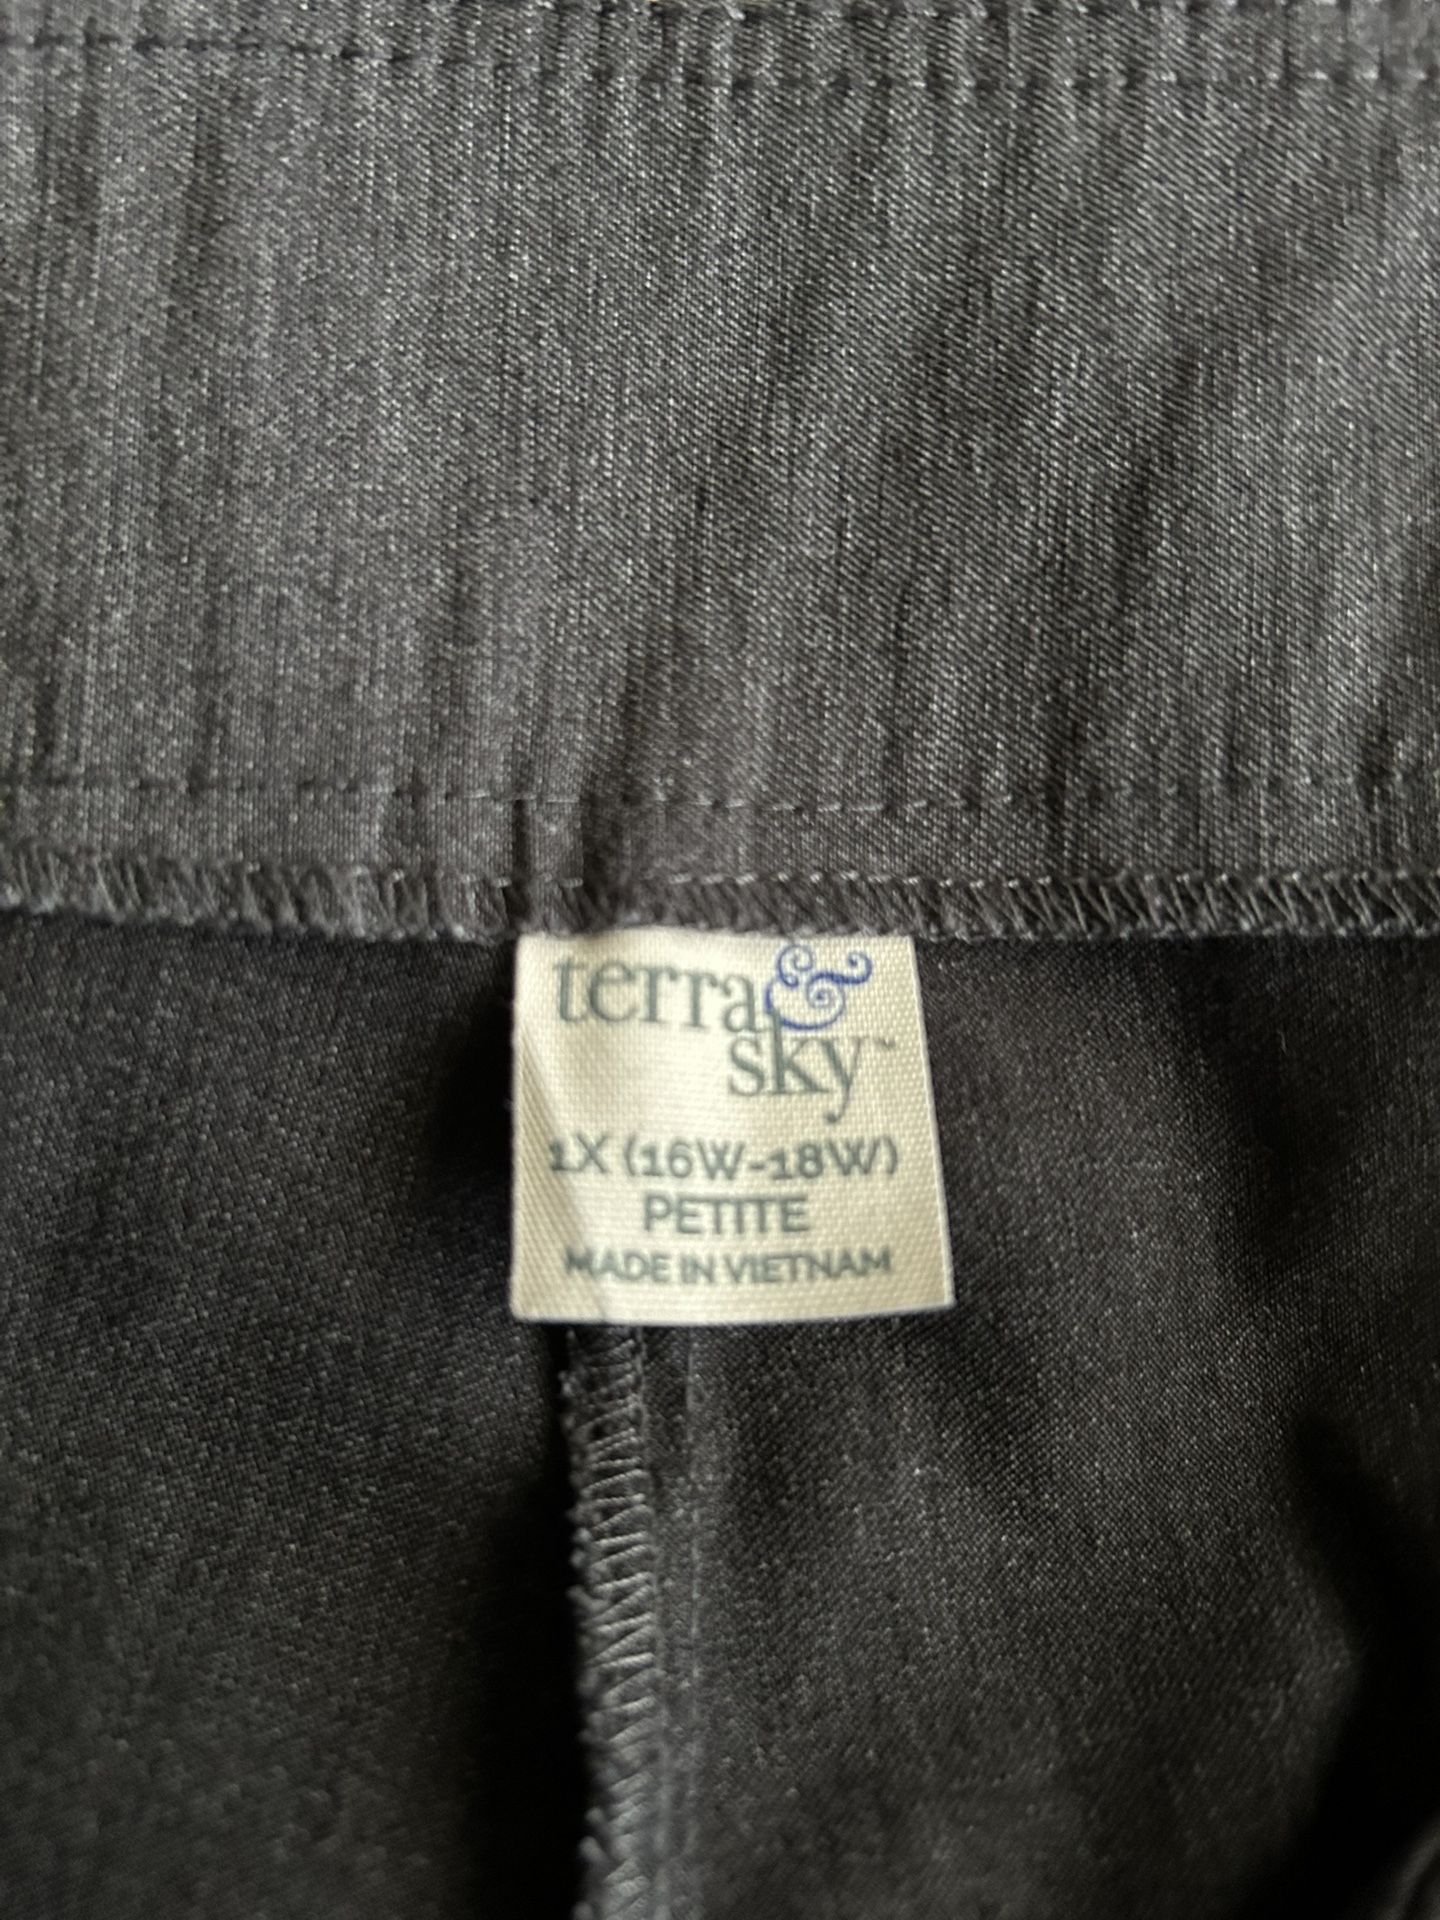 terra &
sky™
1X (16W-18W)
PETITE
MADE IN VIETNAM